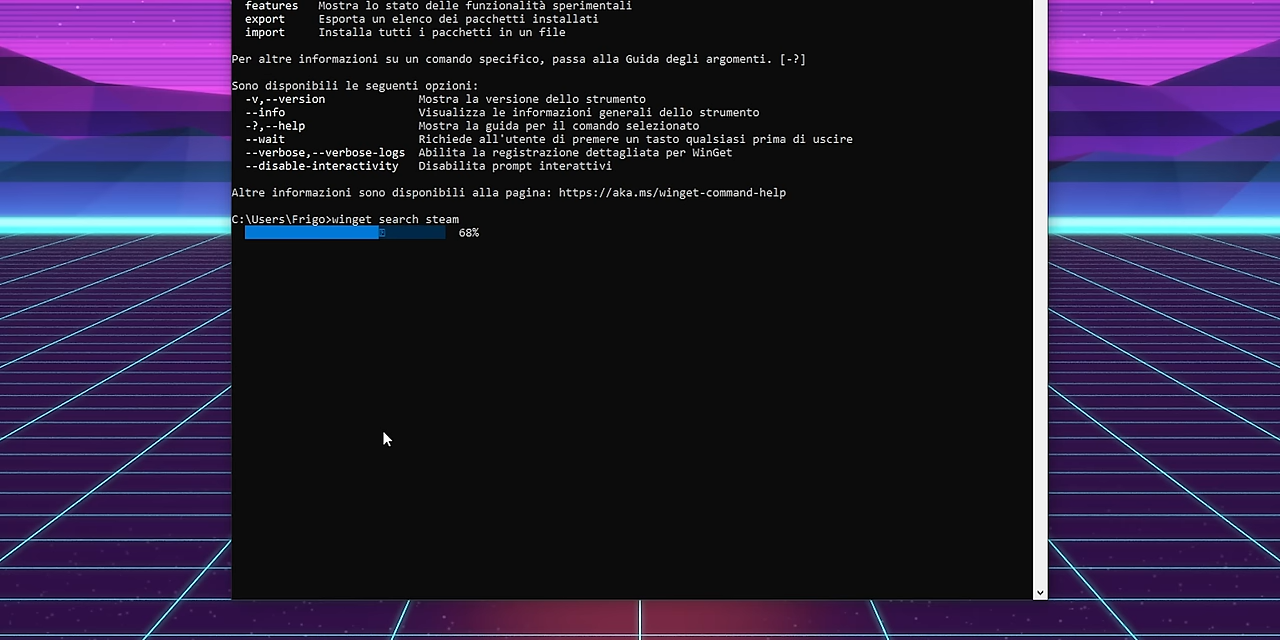 features   Mostra lo stato delle funzionalità sperimentali
export     Esporta un elenco dei pacchetti installati
import     Installa tutti i pacchetti in un file
Per altre informazioni su un comando specifico, passa alla Guida degli argomenti. [-?]
Sono disponibili le seguenti opzioni:
-v,--version              Mostra la versione dello strumento
--info                    Visualizza le informazioni generali dello strumento
-?,--help                 Mostra la guida per il comando selezionato
--wait                    Richiede all'utente di premere un tasto qualsiasi prima di uscire
--verbose,--verbose-logs  Abilita la registrazione dettagliata per WinGet
--disable-interactivity   Disabilita prompt interattivi
Altre informazioni sono disponibili alla pagina: https://aka.ms/winget-command-help
C:\Users\Frigo>winget search steam
68%